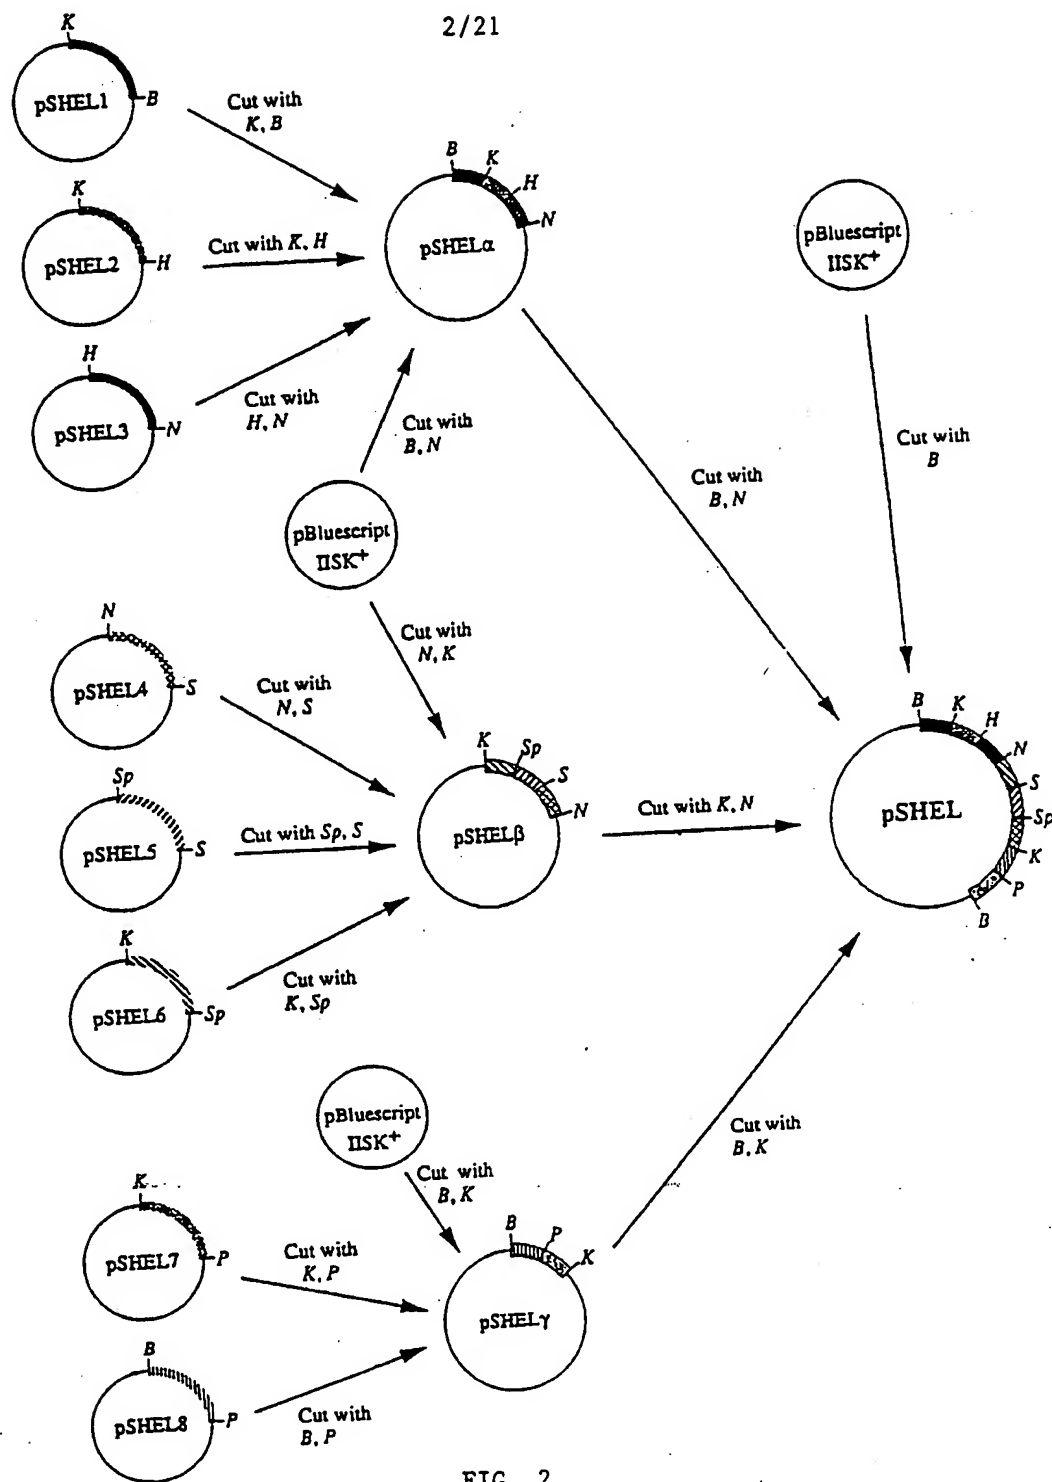 2/21
K
pSHEL1
B
Cut with
K, B
K
pSHEL2
H
Cut with K, H
H
pSHEL3
N
Cut with
H, N
B
K
H
N
pSHELα
pBluescript
IISK+
Cut with
B, N
pBluescript
IISK+
Cut with
N, K
Cut with
B, N
Cut with
B
N
pSHEL4
S
Cut with
N, S
Sp
pSHEL5
S
Cut with Sp, S
K
pSHEL6
Sp
Cut with
K, Sp
K
Sp
S
N
pSHELβ
Cut with K, N
B
K
H
N
S
Sp
K
P
B
pSHEL
pBluescript
IISK+
Cut with
B, K
Cut with
B, K
K
pSHEL7
P
Cut with
K, P
B
pSHEL8
P
Cut with
B, P
B
P
K
pSHELγ
FIG. 2